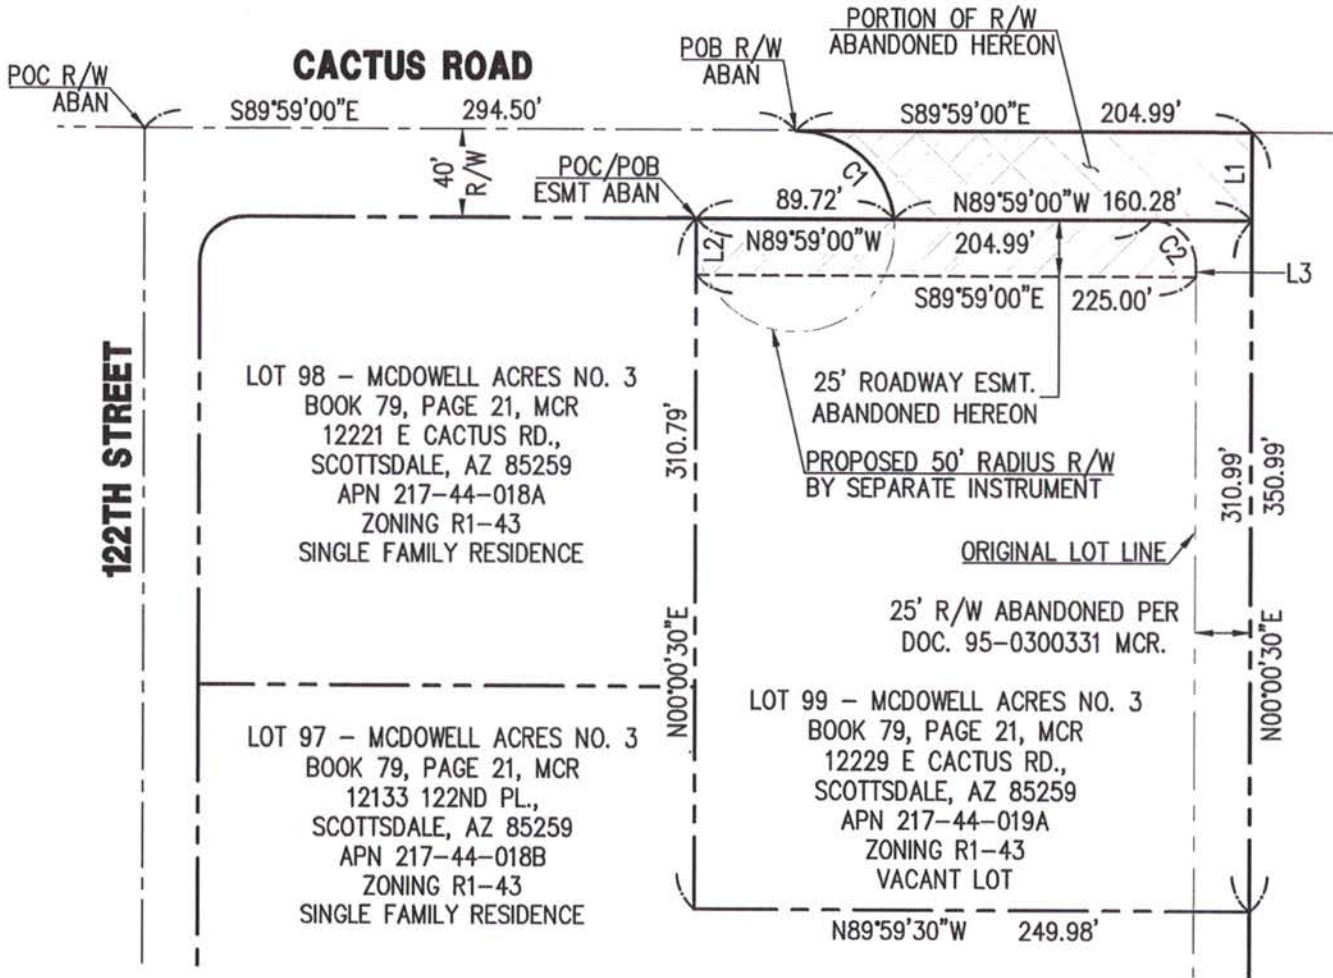 CACTUS ROAD
POC R/W
ABAN
S89°59'00"E 294.50'
40'
R/W
POB R/W
ABAN
PORTION OF R/W
ABANDONED HEREON
S89°59'00"E 204.99'
POC/POB
ESMT ABAN
C1
L1
89.72'
N89°59'00"W 160.28'
L2
N89°59'00"W 204.99'
C2
L3
S89°59'00"E 225.00'
122TH STREET
LOT 98 – MCDOWELL ACRES NO. 3
BOOK 79, PAGE 21, MCR
12221 E CACTUS RD.,
SCOTTSDALE, AZ 85259
APN 217-44-018A
ZONING R1-43
SINGLE FAMILY RESIDENCE
310.79'
N00°00'30"E
25' ROADWAY ESMT.
ABANDONED HEREON
PROPOSED 50' RADIUS R/W
BY SEPARATE INSTRUMENT
ORIGINAL LOT LINE
310.99'
350.99'
N00°00'30"E
25' R/W ABANDONED PER
DOC. 95-0300331 MCR.
LOT 97 – MCDOWELL ACRES NO. 3
BOOK 79, PAGE 21, MCR
12133 122ND PL.,
SCOTTSDALE, AZ 85259
APN 217-44-018B
ZONING R1-43
SINGLE FAMILY RESIDENCE
LOT 99 – MCDOWELL ACRES NO. 3
BOOK 79, PAGE 21, MCR
12229 E CACTUS RD.,
SCOTTSDALE, AZ 85259
APN 217-44-019A
ZONING R1-43
VACANT LOT
N89°59'30"W 249.98'